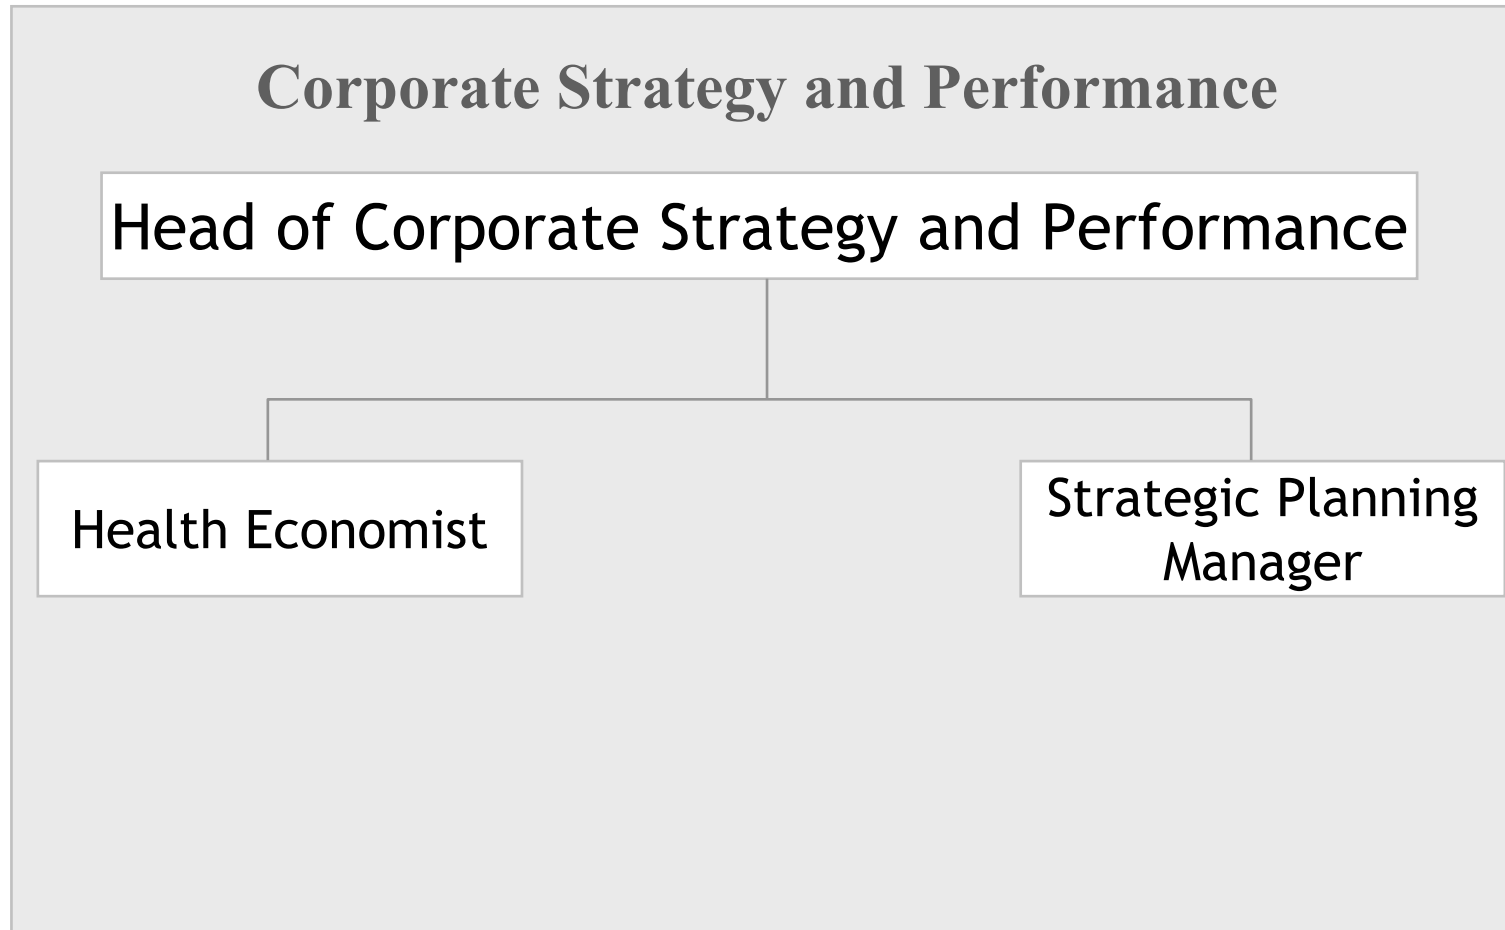 Corporate Strategy and Performance
Head of Corporate Strategy and Performance
Health Economist
Strategic Planning
Manager